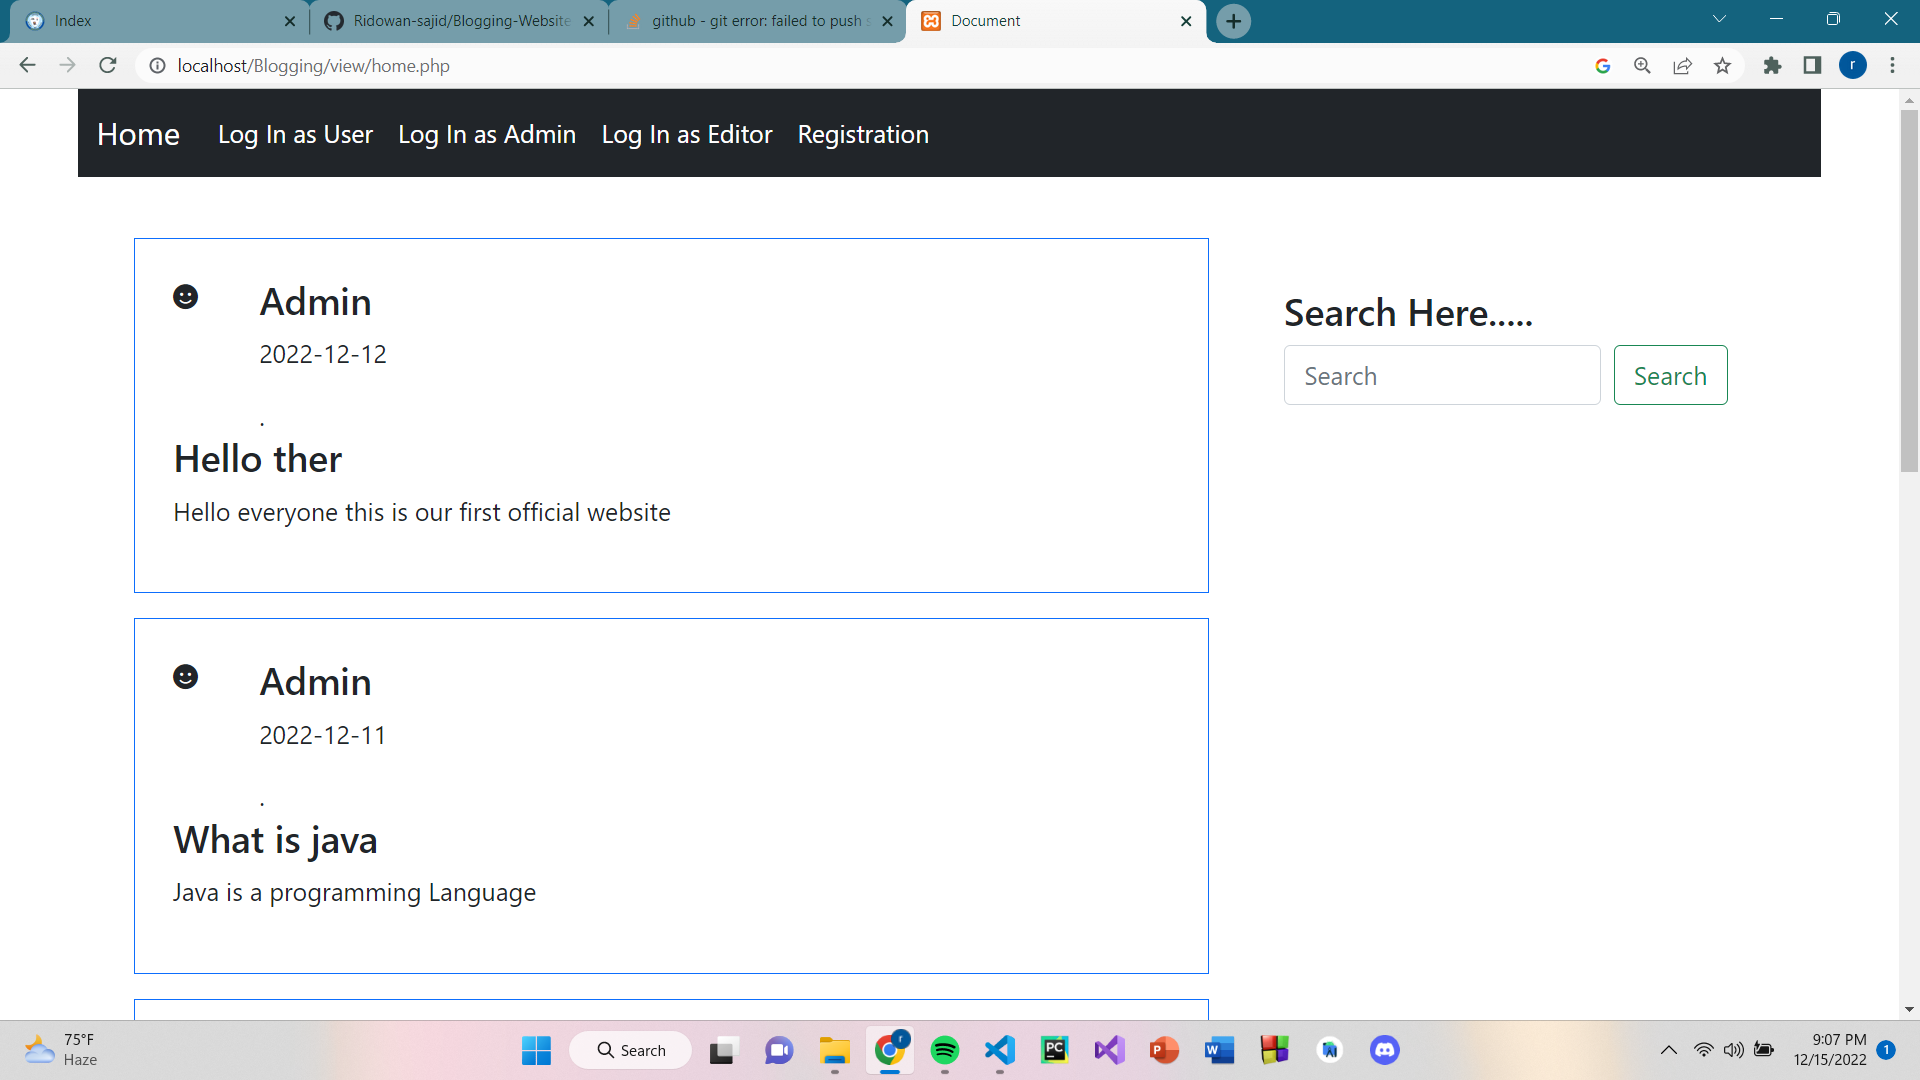 Index
Ridowan-sajid/Blogging-Website
github - git error: failed to push s
Document
localhost/Blogging/view/home.php
r
Home
Log In as User
Log In as Admin
Log In as Editor
Registration
Admin
2022-12-12
.
Hello ther
Hello everyone this is our first official website
Search Here.....
Search
Search
Admin
2022-12-11
.
What is java
Java is a programming Language
75°F
Haze
Search
r
PC
P
W
9:07 PM
12/15/2022
1